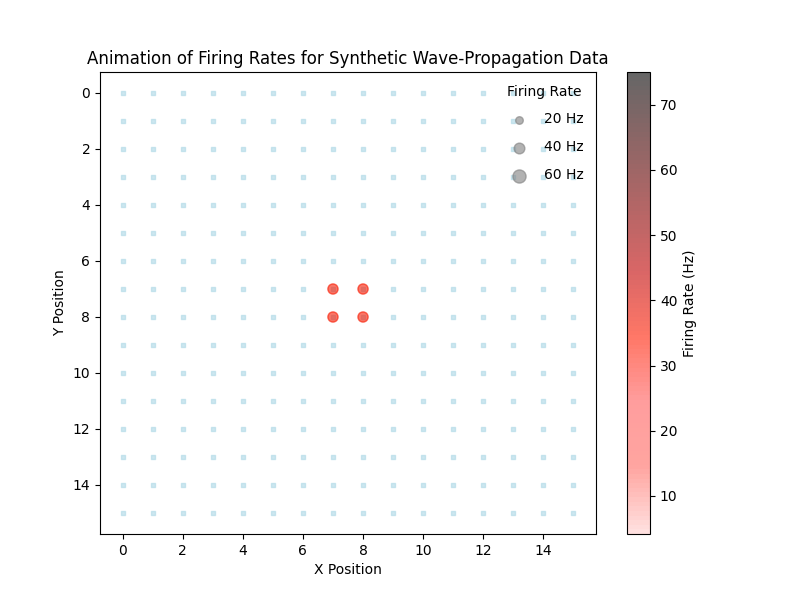 Animation of Firing Rates for Synthetic Wave-Propagation Data
Firing Rate
20 Hz
40 Hz
60 Hz
0
2
4
6
8
10
12
14
Y Position
0 2 4 6 8 10 12 14
X Position
70
60
50
40
30
20
10
Firing Rate (Hz)